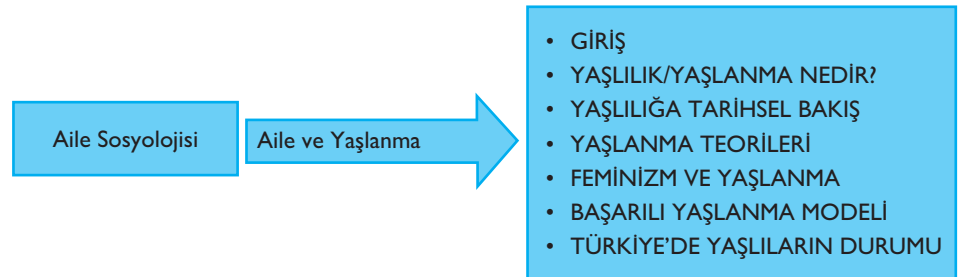 Aile Sosyolojisi
Aile ve Yaşlanma
• GİRİŞ
• YAŞLILIK/YAŞLANMA NEDİR?
• YAŞLILIĞA TARİHSEL BAKIŞ
• YAŞLANMA TEORİLERİ
• FEMİNİZM VE YAŞLANMA
• BAŞARILI YAŞLANMA MODELİ
• TÜRKİYE’DE YAŞLILARIN DURUMU